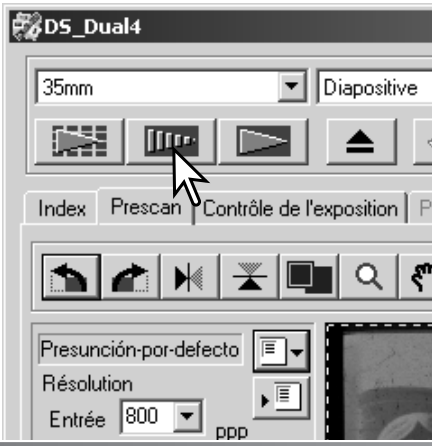 DS_Dual4
35mm Diapositive
Index Prescan Contrôle de l'exposition P
Presunción-por-defecto
Résolution
Entrée 800 ppp